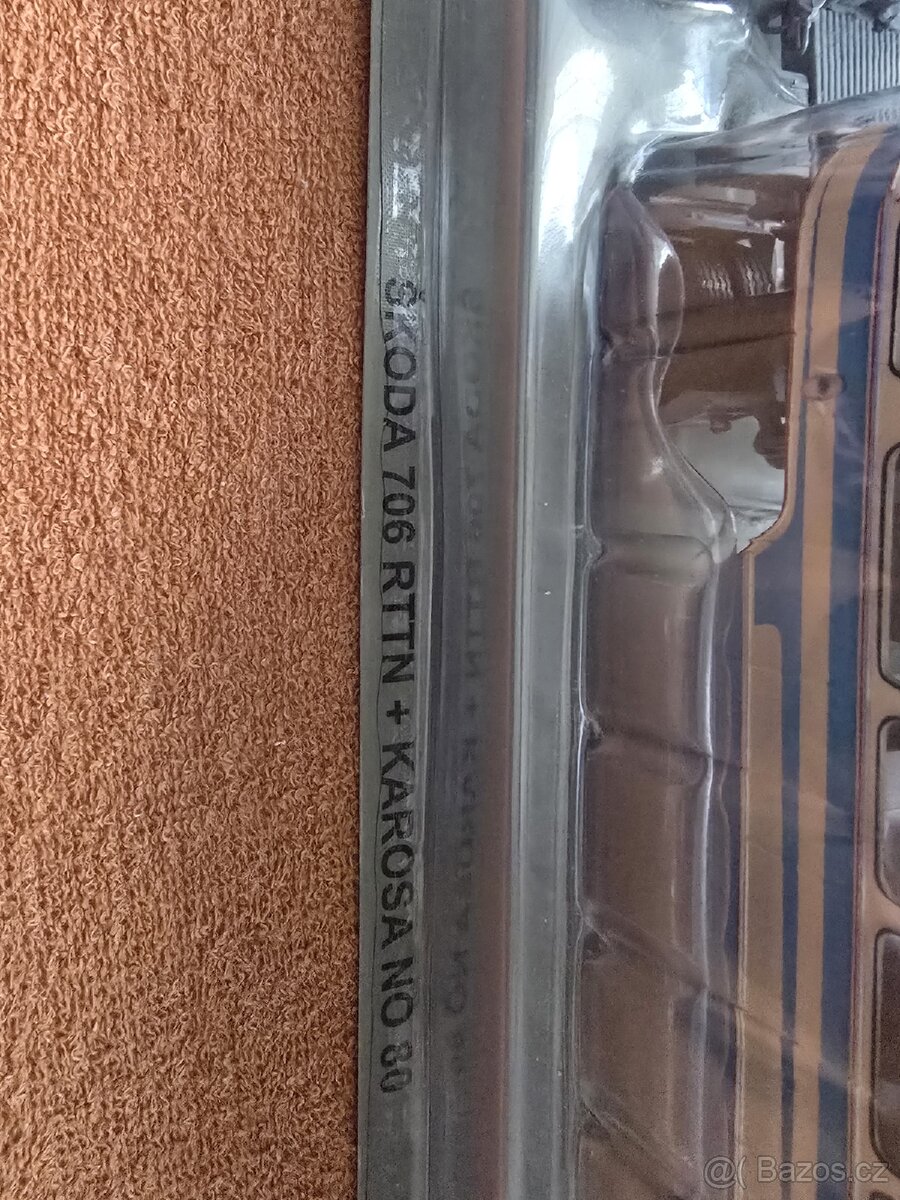 ŠKODA 706 RTTN + KAROSA NO 80
@( Bazos.cz